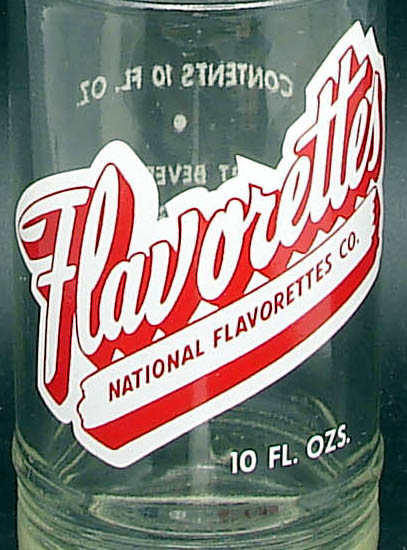 CONTENTS 10 FL. OZ.
Flavorettes
NATIONAL FLAVORETTES CO.
10 FL. OZS.